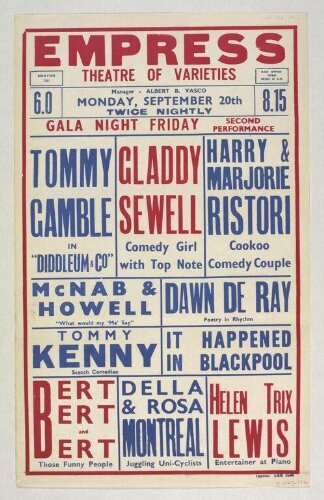 EMPRESS
THEATRE OF VARIETIES
BRIXTON
BOX OFFICE
OPEN
Manager - ALBERT B. VASCO
6.0
MONDAY, SEPTEMBER 20th
8.15
TWICE NIGHTLY
GALA NIGHT FRIDAY
SECOND
PERFORMANCE
TOMMY
GAMBLE
IN
"DIDDLEUM & Co"
GLADDY
SEWELL
Comedy Girl
with Top Note
HARRY &
MARJORIE
RISTORI
Cookoo
Comedy Couple
McNAB &
HOWELL
"What would my 'Ma' Say"
DAWN DE RAY
Poetry in Rhythm
TOMMY
KENNY
Scotch Comedian
IT HAPPENED
IN BLACKPOOL
BERT
BERT
and
BERT
Those Funny People
DELLA
& ROSA
MONTREAL
Juggling Uni-Cyclists
HELEN TRIX
LEWIS
Entertainer at Piano